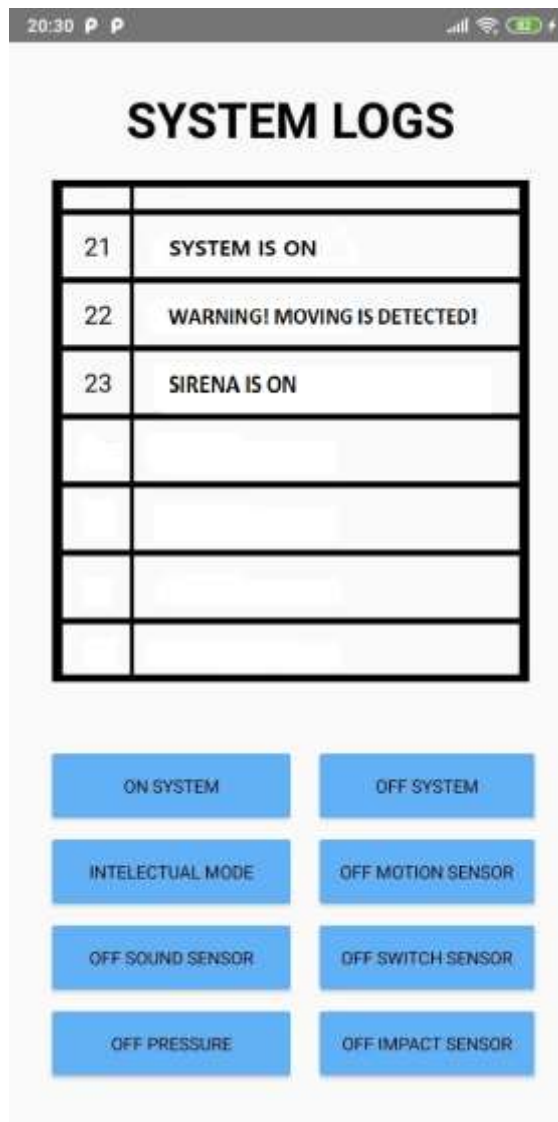 20:30 P P 82
SYSTEM LOGS
21 SYSTEM IS ON
22 WARNING! MOVING IS DETECTED!
23 SIRENA IS ON
ON SYSTEM OFF SYSTEM
INTELECTUAL MODE OFF MOTION SENSOR
OFF SOUND SENSOR OFF SWITCH SENSOR
OFF PRESSURE OFF IMPACT SENSOR